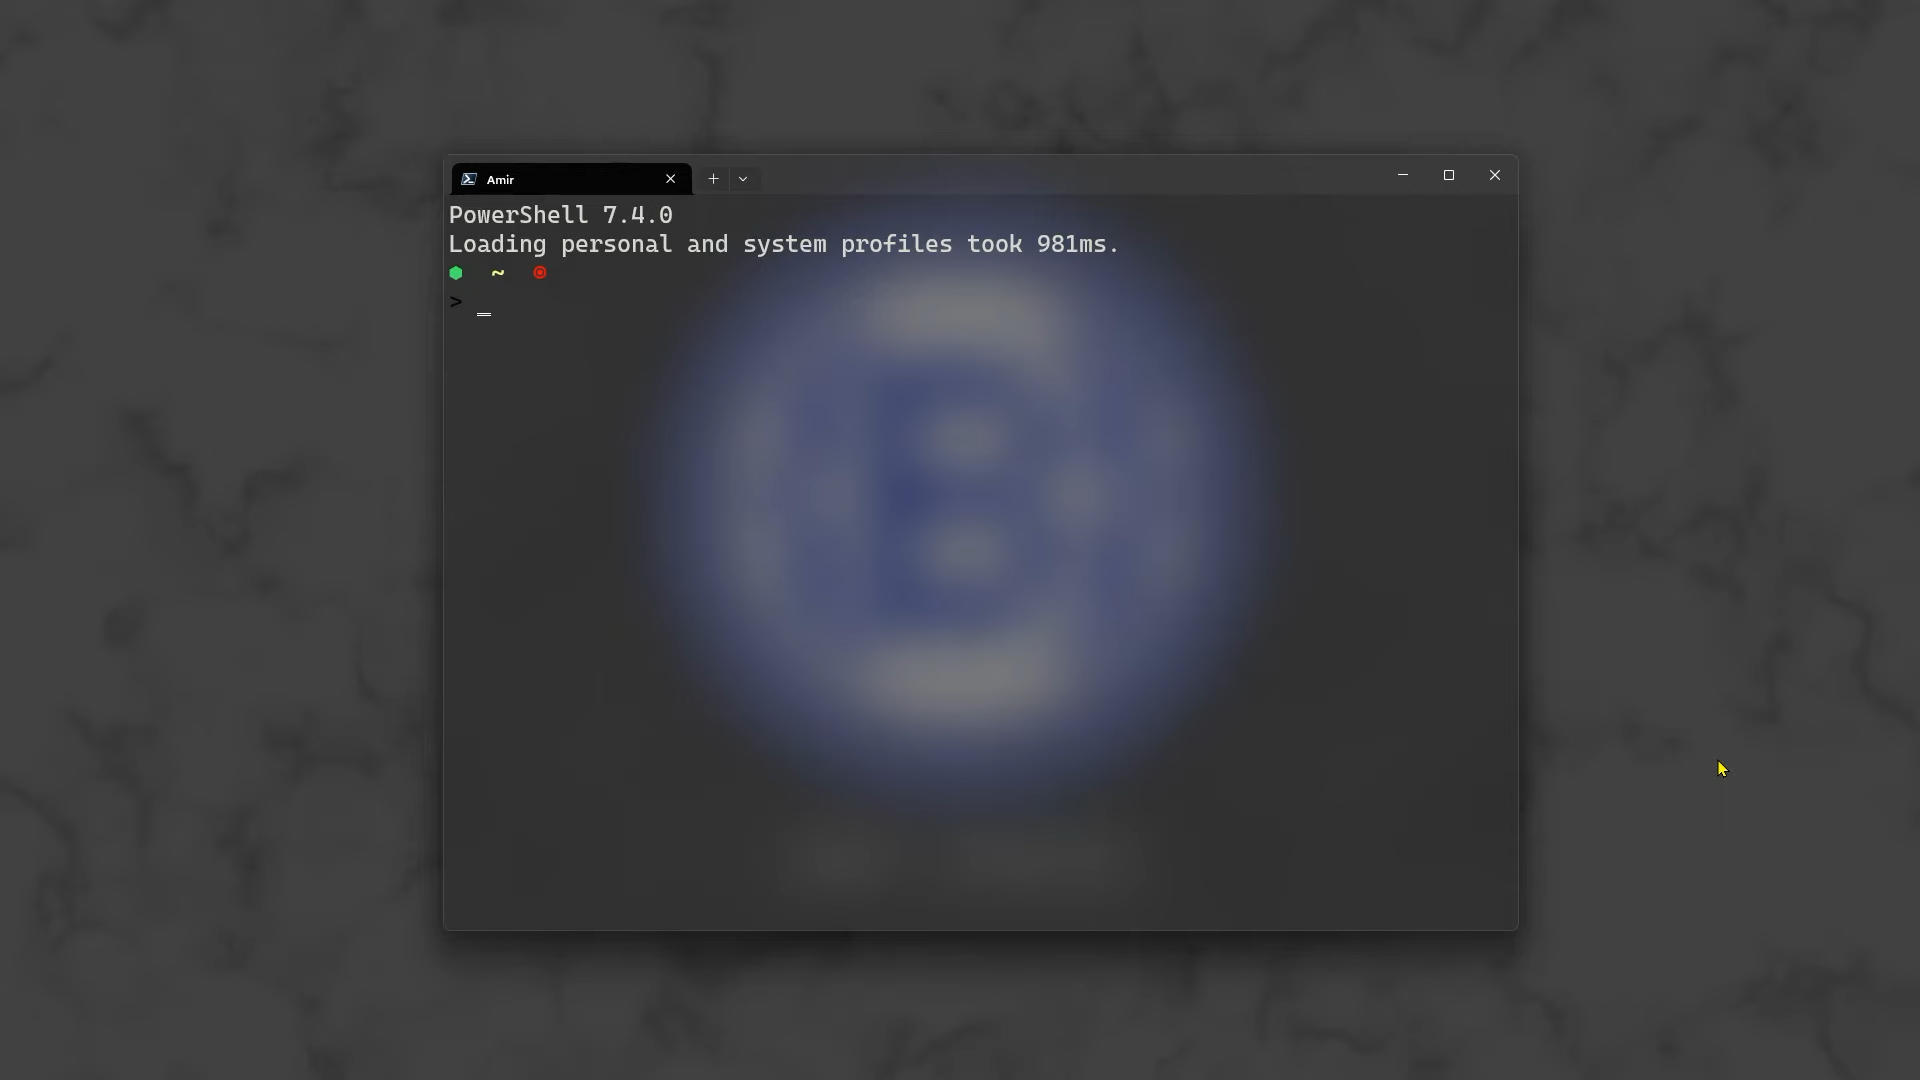 Amir
PowerShell 7.4.0
Loading personal and system profiles took 981ms.
~
> _